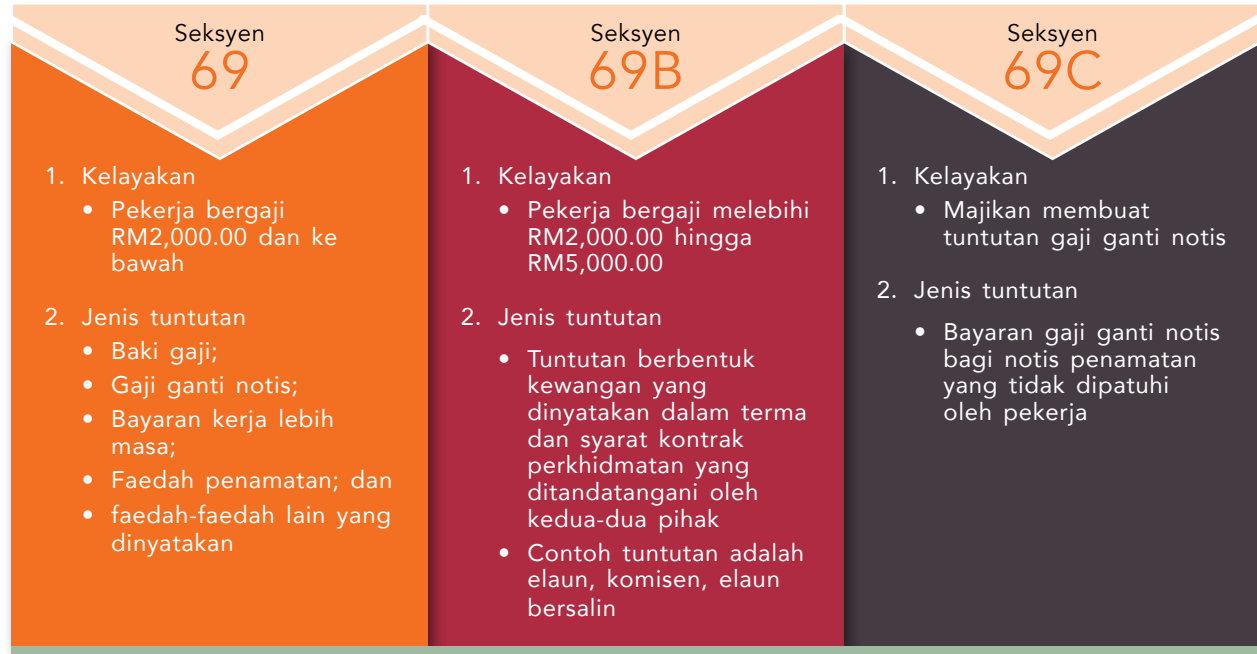 Seksyen
69
1. Kelayakan
• Pekerja bergaji
RM2,000.00 dan ke
bawah
2. Jenis tuntutan
• Baki gaji;
• Gaji ganti notis;
• Bayaran kerja lebih
masa;
• Faedah penamatan; dan
• faedah-faedah lain yang
dinyatakan
Seksyen
69B
1. Kelayakan
• Pekerja bergaji melebihi
RM2,000.00 hingga
RM5,000.00
2. Jenis tuntutan
• Tuntutan berbentuk
kewangan yang
dinyatakan dalam terma
dan syarat kontrak
perkhidmatan yang
ditandatangani oleh
kedua-dua pihak
• Contoh tuntutan adalah
elaun, komisen, elaun
bersalin
Seksyen
69C
1. Kelayakan
• Majikan membuat
tuntutan gaji ganti notis
2. Jenis tuntutan
• Bayaran gaji ganti notis
bagi notis penamatan
yang tidak dipatuhi
oleh pekerja